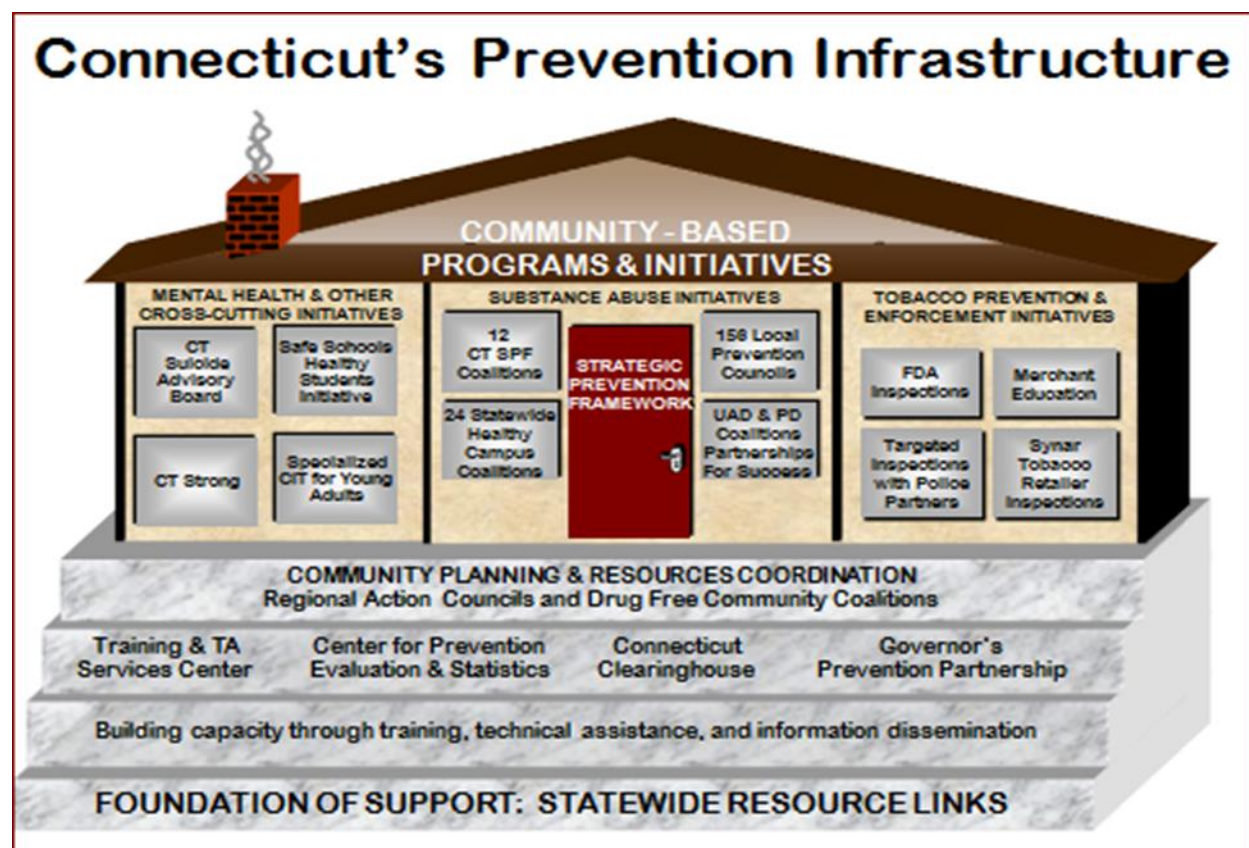 Connecticut's Prevention Infrastructure
COMMUNITY - BASED
PROGRAMS & INITIATIVES
MENTAL HEALTH & OTHER
CROSS-CUTTING INITIATIVES
CT
Suicide
Advisory
Board
Safe Schools
Healthy
Students
Initiative
CT Strong
Specialized
CIT for Young
Adults
SUBSTANCE ABUSE INITIATIVES
12
CT SPF
Coalitions
24 Statewide
Healthy
Campus
Coalitions
STRATEGIC
PREVENTION
FRAMEWORK
156 Local
Prevention
Councils
UAD & PD
Coalitions
Partnerships
For Success
TOBACCO PREVENTION &
ENFORCEMENT INITIATIVES
FDA
Inspections
Merchant
Education
Targeted
Inspections
with Police
Partners
Synar
Tobacco
Retailer
Inspections
COMMUNITY PLANNING & RESOURCES COORDINATION
Regional Action Councils and Drug Free Community Coalitions
Training & TA
Services Center
Center for Prevention
Evaluation & Statistics
Connecticut
Clearinghouse
Governor's
Prevention Partnership
Building capacity through training, technical assistance, and information dissemination
FOUNDATION OF SUPPORT: STATEWIDE RESOURCE LINKS